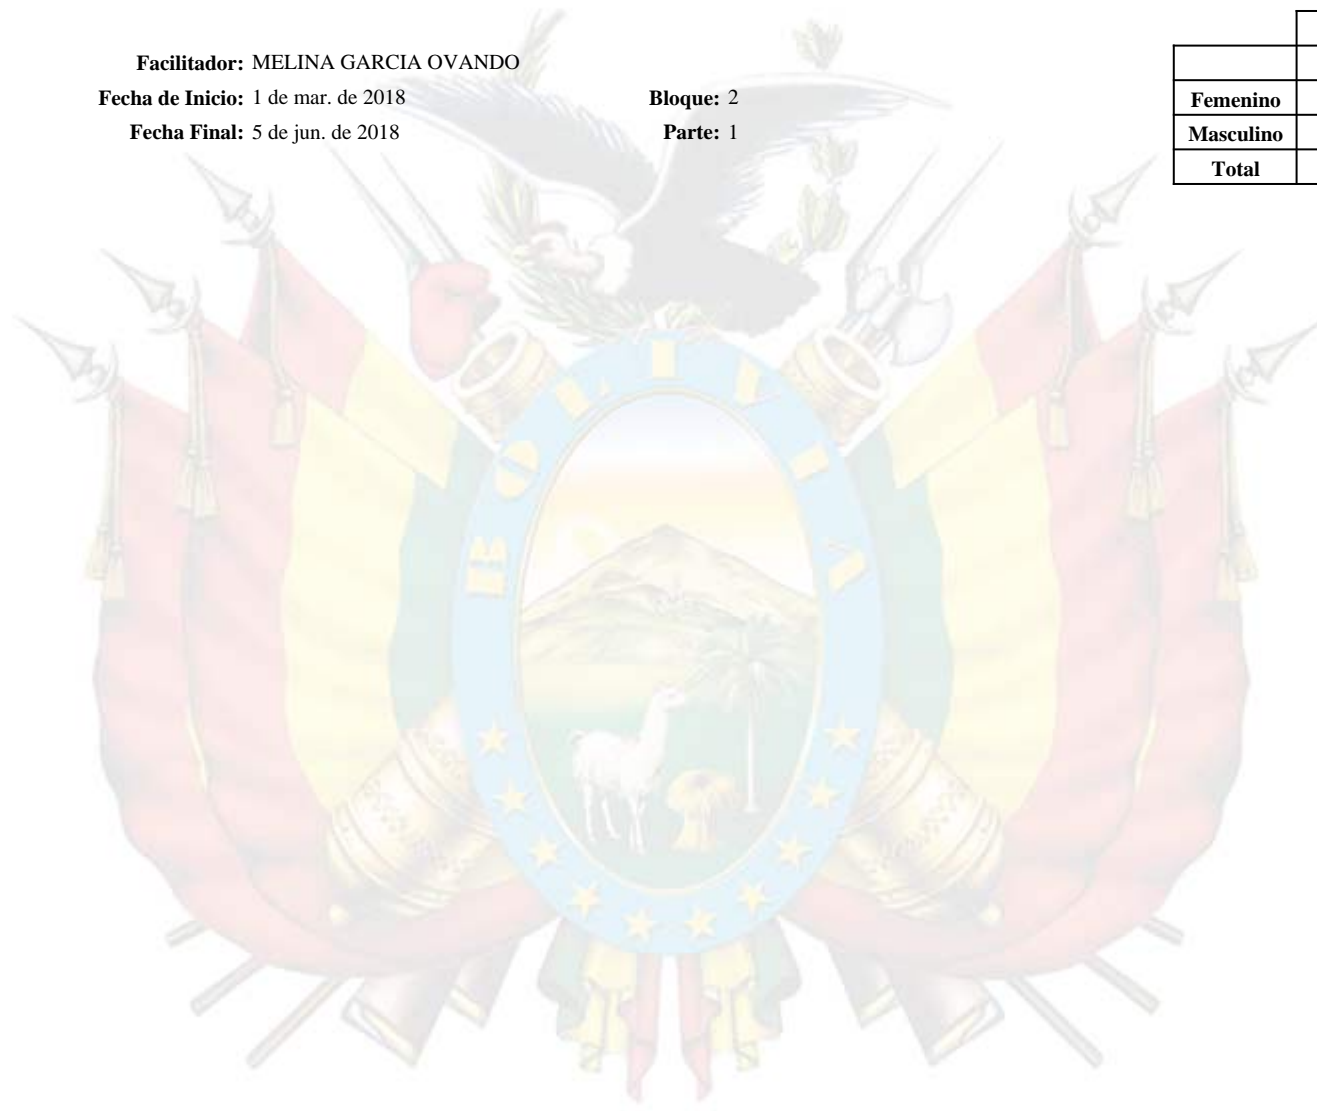 Facilitador: MELINA GARCIA OVANDO
Fecha de Inicio: 1 de mar. de 2018 Bloque: 2
Fecha Final: 5 de jun. de 2018 Parte: 1
Femenino
Masculino
Total
BOLIVIA